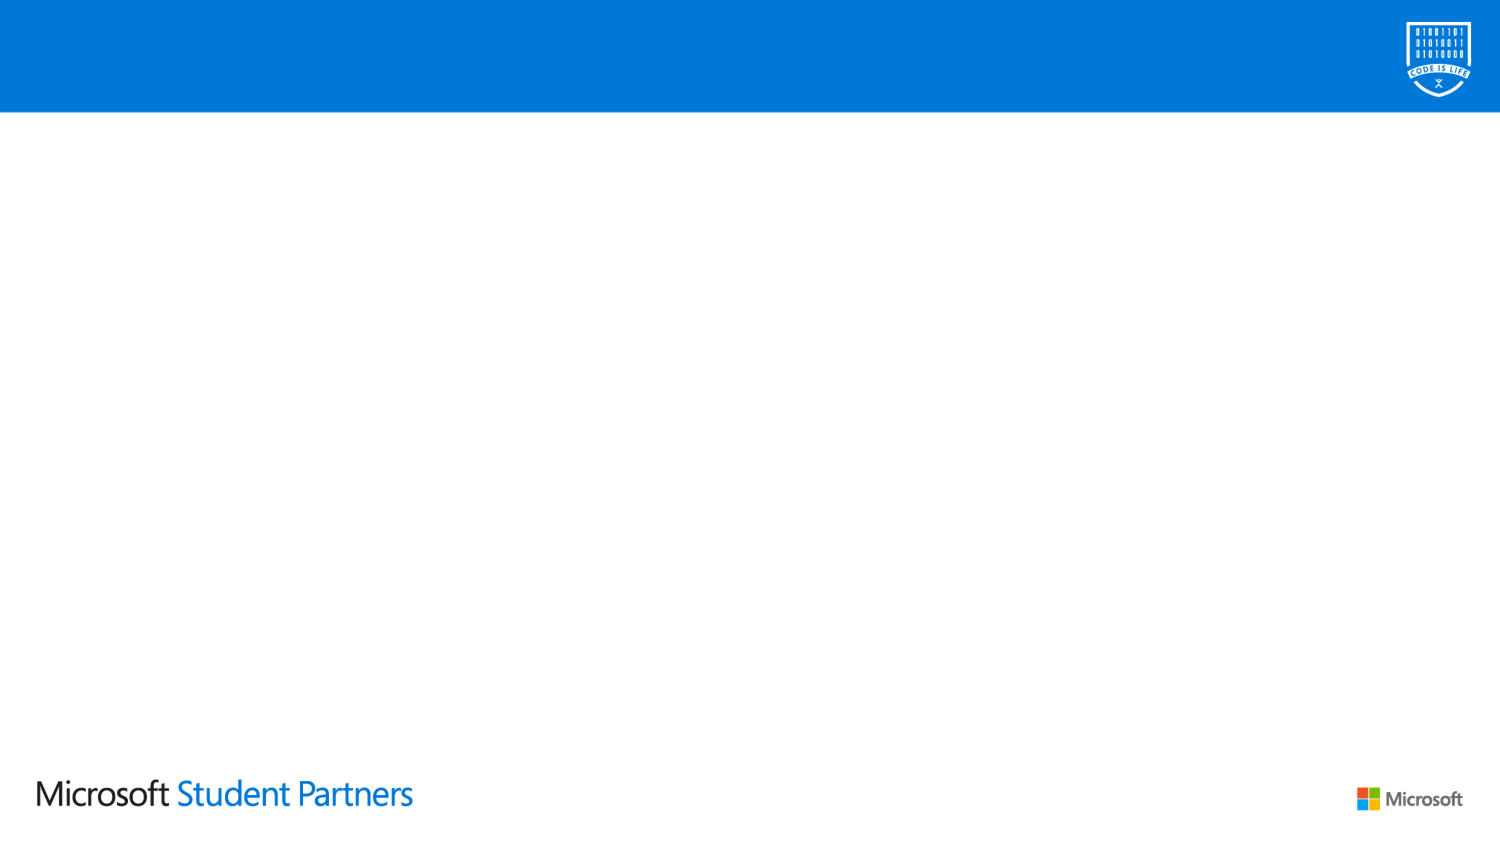 01001101
01010011
01010000
CODE IS LIFE
Microsoft Student Partners
Microsoft